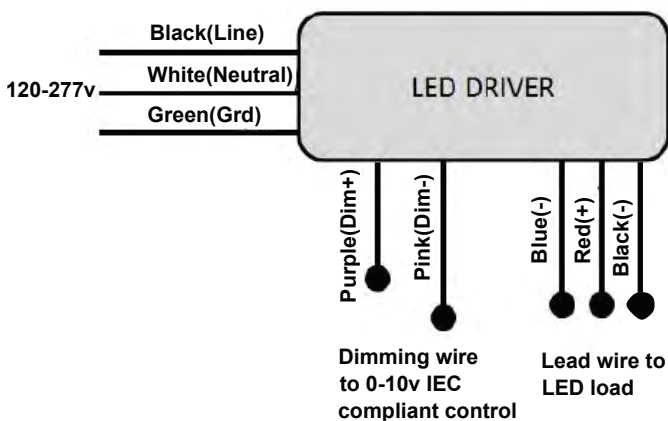 Black(Line)
120-277v
White(Neutral)
Green(Grd)
LED DRIVER
Purple(Dim+)
Pink(Dim-)
Blue(-)
Red(+)
Black(-)
Dimming wire
to 0-10v IEC
compliant control
Lead wire to
LED load